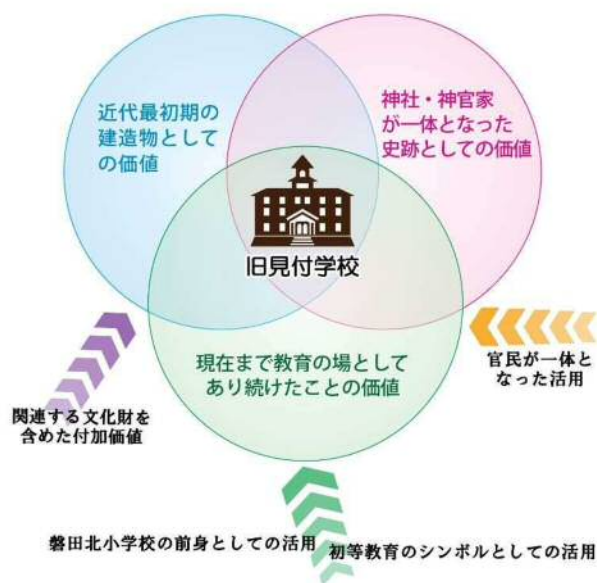 近代最初期の
建造物として
の価値
神社・神官家
が一体となった
史跡としての価値
旧見付学校
現在まで教育の場として
あり続けたことの価値
官民が一体と
なった活用
関連する文化財を
含めた付加価値
磐田北小学校の前身としての活用
初等教育のシンボルとしての活用